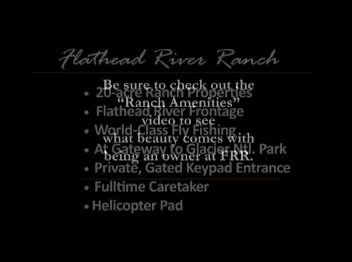 Flathead River Ranch
Be sure to check out the
• 20-acre Ranch Properties
"Ranch Amenities"
• Flathead River Frontage
video to see
• World-Class Fly Fishing
what beauty comes with
• At Gateway to Glacier Ntl. Park
being an owner at FRR.
• Private, Gated Keypad Entrance
• Fulltime Caretaker
• Helicopter Pad